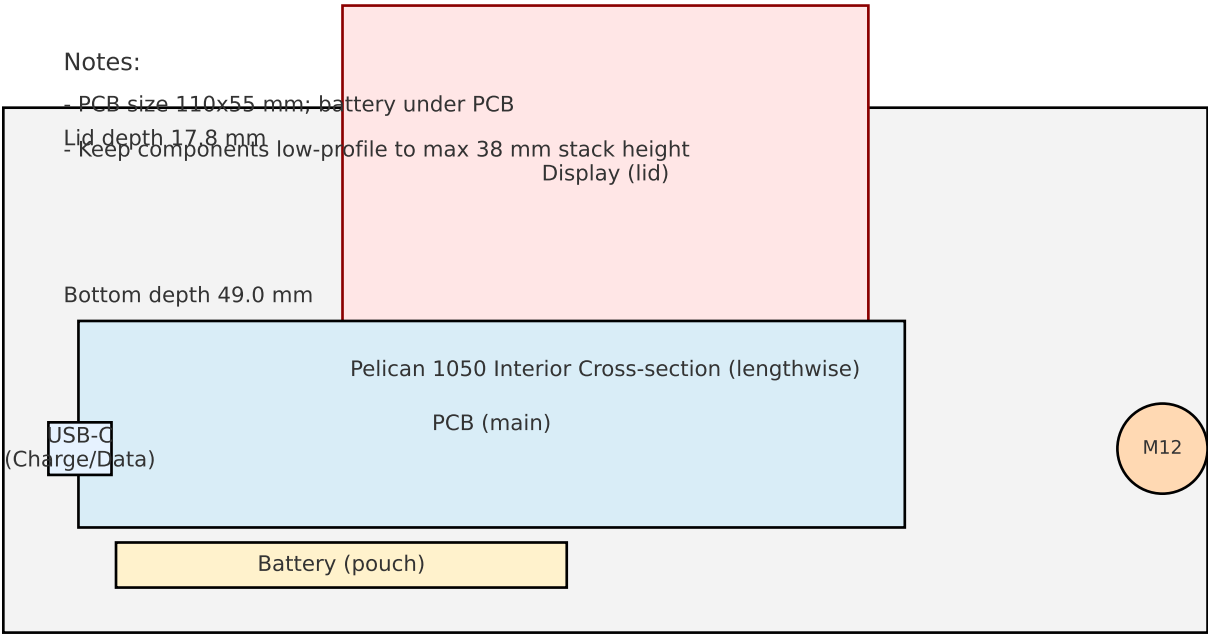 Notes:
- PCB size 110x55 mm; battery under PCB
Lid depth 17.8 mm
- Keep components low-profile to max 38 mm stack height
Display (lid)
Bottom depth 49.0 mm
Pelican 1050 Interior Cross-section (lengthwise)
PCB (main)
USB-C
(Charge/Data)
M12
Battery (pouch)